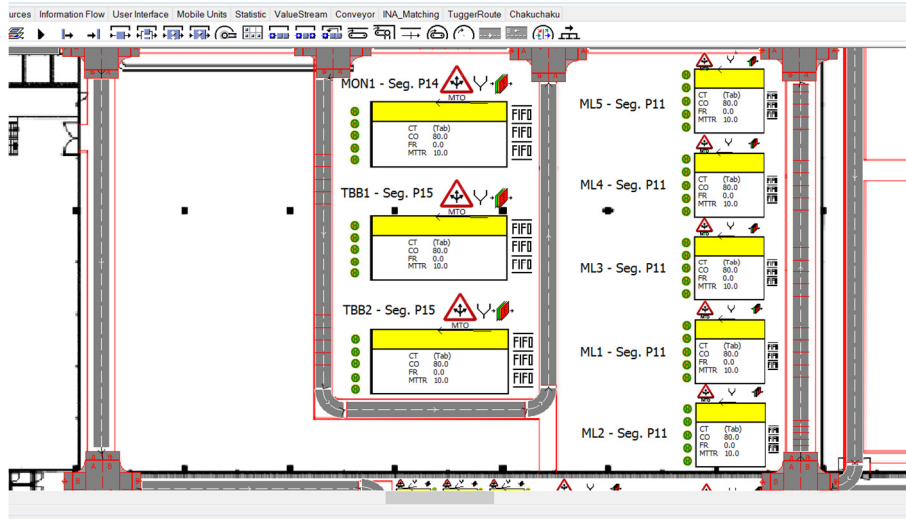 urces Information Flow User Interface Mobile Units Statistic ValueStream Conveyor INA_Matching TuggerRoute Chakuchaku
MON1 - Seg. P14
MTO
CT (Tab)
CO 80.0
FR 0.0
MTTR 10.0
FIFO
FIFO
FIFO
TBB1 - Seg. P15
MTO
CT (Tab)
CO 80.0
FR 0.0
MTTR 10.0
FIFO
FIFO
FIFO
TBB2 - Seg. P15
MTO
CT (Tab)
CO 80.0
FR 0.0
MTTR 10.0
FIFO
FIFO
FIFO
ML5 - Seg. P11
MTO
CT (Tab)
CO 80.0
FR 0.0
MTTR 10.0
ML4 - Seg. P11
MTO
CT (Tab)
CO 80.0
FR 0.0
MTTR 10.0
ML3 - Seg. P11
MTO
CT (Tab)
CO 80.0
FR 0.0
MTTR 10.0
ML1 - Seg. P11
MTO
CT (Tab)
CO 80.0
FR 0.0
MTTR 10.0
ML2 - Seg. P11
MTO
CT (Tab)
CO 80.0
FR 0.0
MTTR 10.0
A B
B
B